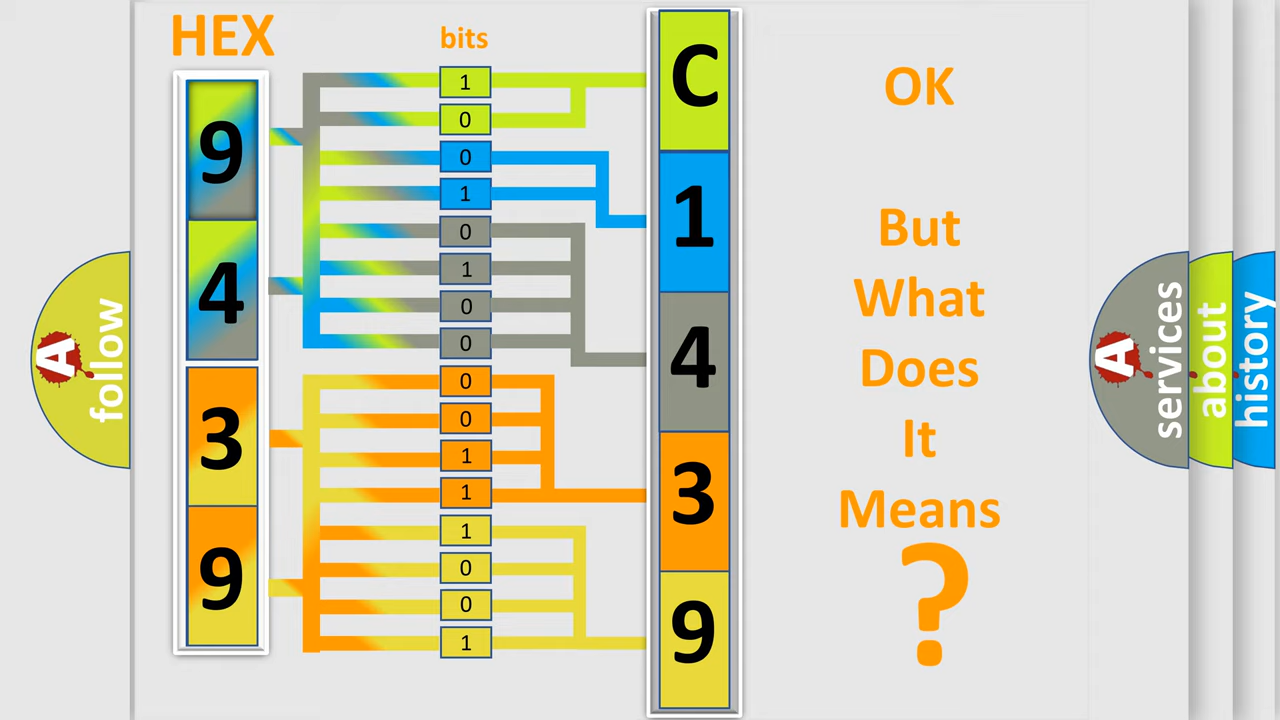 HEX
bits
9
4
3
9
1
0
0
1
0
1
0
0
0
0
1
1
1
0
0
1
C
1
4
3
9
OK
But
What
Does
It
Means
?
A
follow
A
services
about
history